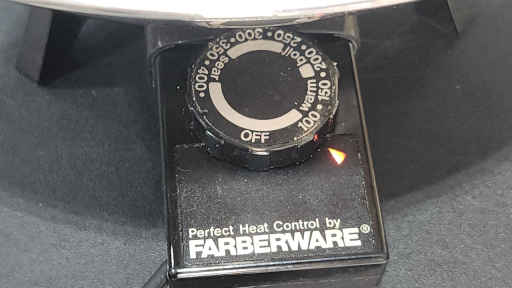 OFF
100• 150•
warm
200• 250•
boil
300• 350•
sear
400•
Perfect Heat Control by
FARBERWARE®